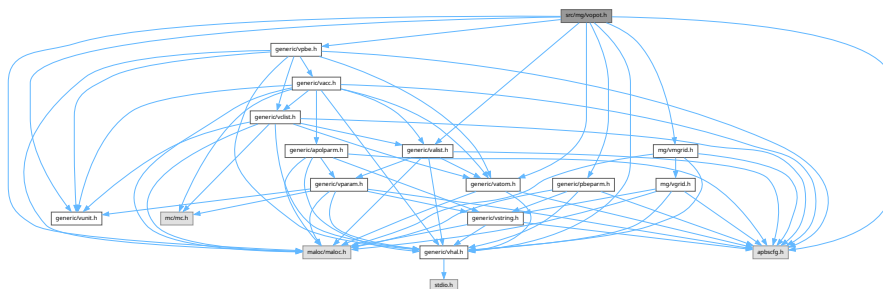 src/mg/vopot.h
generic/vpbe.h
generic/vacc.h
generic/vclist.h
generic/apolparm.h
generic/valist.h
mg/vmgrid.h
generic/vparam.h
generic/vatom.h
generic/pbeparm.h
mg/vgrid.h
generic/vunit.h
mc/mc.h
generic/vstring.h
maloc/maloc.h
generic/vhal.h
apbscfg.h
stdio.h